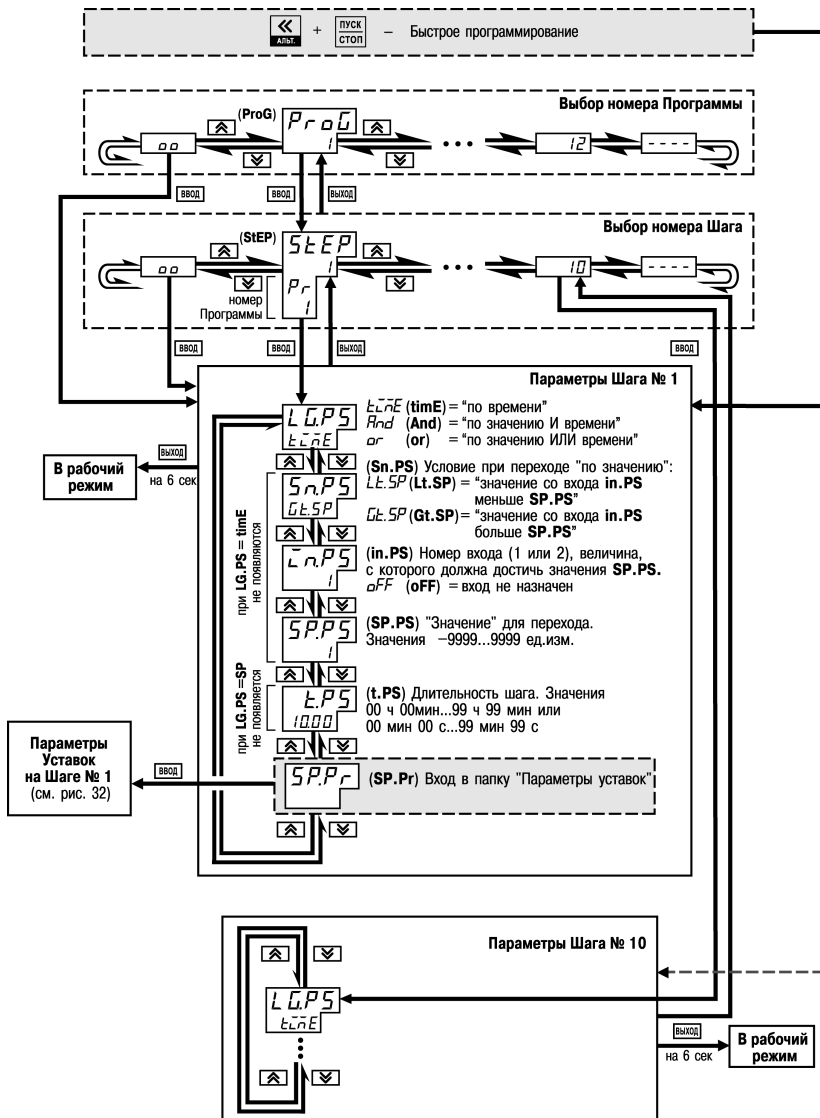 АЛЬТ. + ПУСК СТОП – Быстрое программирование
Выбор номера Программы
(ProG)
ProG
1
oo
12
- - - -
ВВОД
ВВОД
ВЫХОД
Выбор номера Шага
(StEP)
StEP
1
oo
10
- - - -
Pr
1
номер
Программы
ВВОД
ВВОД
ВЫХОД
ВВОД
Параметры Шага № 1
LG.PS
timE
timE (timE) = “по времени”
And (And) = “по значению И времени”
or (or) = “по значению ИЛИ времени”
ВЫХОД
на 6 сек
В рабочий
режим
при LG.PS = timE
не появляются
Sn.PS
Gt.SP
(Sn.PS) Условие при переходе "по значению":
Lt.SP (Lt.SP) = “значение со входа in.PS
меньше SP.PS”
Gt.SP (Gt.SP) = “значение со входа in.PS
больше SP.PS”
in.PS
1
(in.PS) Номер входа (1 или 2), величина,
с которого должна достичь значения SP.PS.
oFF (oFF) = вход не назначен
SP.PS
1
(SP.PS) "Значение" для перехода.
Значения –9999...9999 ед.изм.
при LG.PS =SP
не появляется
t.PS
10.00
(t.PS) Длительность шага. Значения
00 ч 00мин...99 ч 99 мин или
00 мин 00 с...99 мин 99 с
Параметры
Уставок
на Шаге № 1
(см. рис. 32)
ВВОД
SP.Pr
(SP.Pr) Вход в папку "Параметры уставок"
Параметры Шага № 10
LG.PS
timE
ВЫХОД
на 6 сек
В рабочий
режим